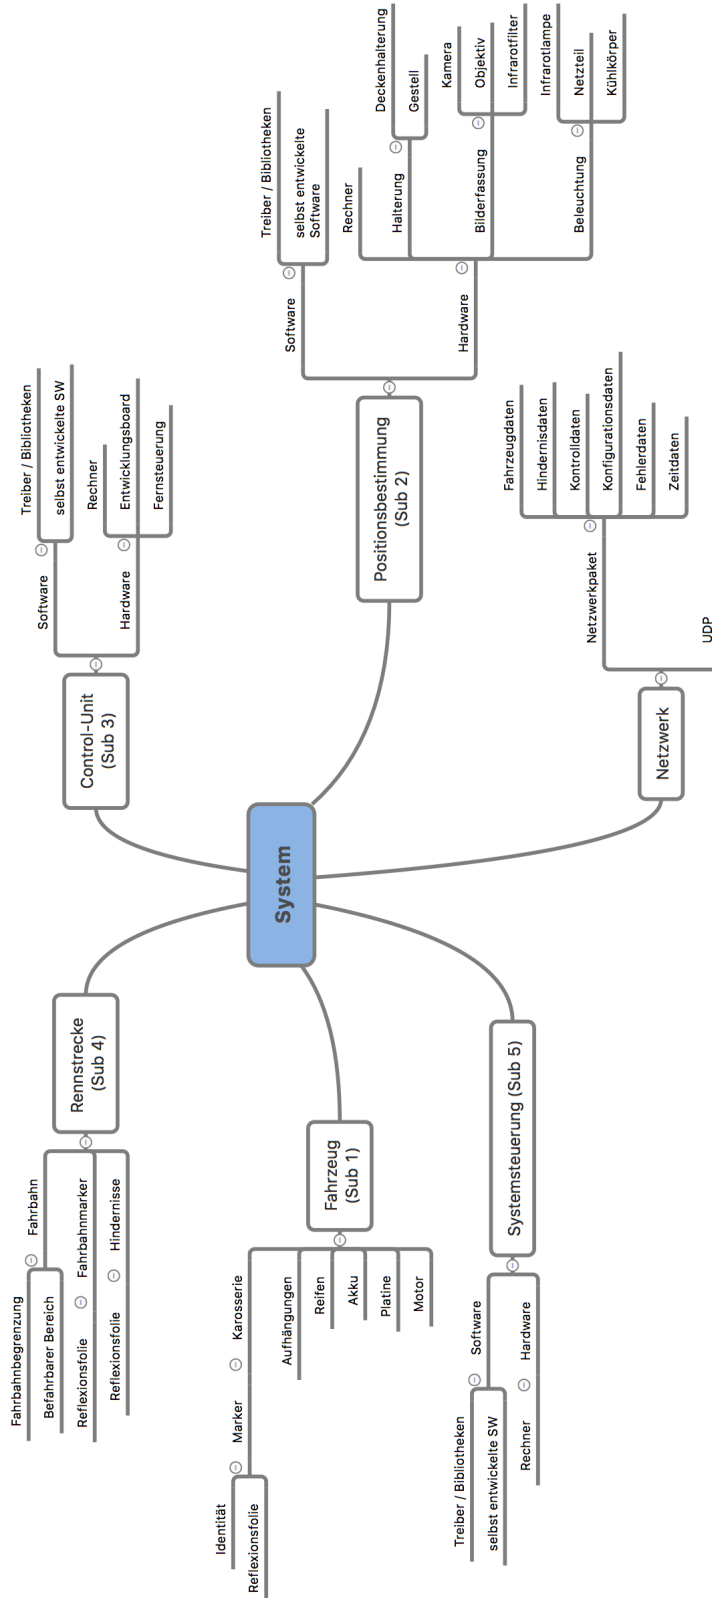 System
Control-Unit
(Sub 3)
Software
Treiber / Bibliotheken
selbst entwickelte SW
Hardware
Rechner
Entwicklungsboard
Fernsteuerung
Positionsbestimmung
(Sub 2)
Software
Treiber / Bibliotheken
selbst entwickelte
Software
Hardware
Rechner
Halterung
Deckenhalterung
Gestell
Bilderfassung
Kamera
Objektiv
Infrarotfilter
Beleuchtung
Infrarotlampe
Netzteil
Kühlkörper
Netzwerk
Netzwerkpaket
Fahrzeugdaten
Hindernisdaten
Kontrolldaten
Konfigurationsdaten
Fehlerdaten
Zeitdaten
UDP
Rennstrecke
(Sub 4)
Fahrbahn
Fahrbahnbegrenzung
Befahrbarer Bereich
Fahrbahnmarker
Reflexionsfolie
Hindernisse
Reflexionsfolie
Fahrzeug
(Sub 1)
Karosserie
Marker
Identität
Reflexionsfolie
Aufhängungen
Reifen
Akku
Platine
Motor
Systemsteuerung (Sub 5)
Software
Treiber / Bibliotheken
selbst entwickelte SW
Hardware
Rechner